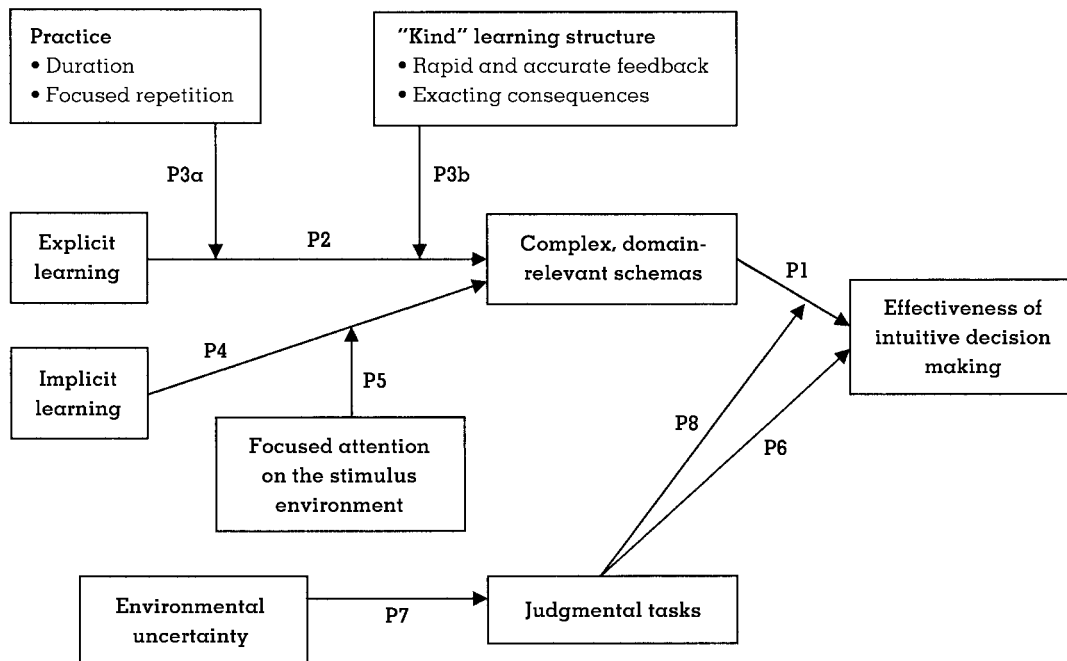 Practice
• Duration
• Focused repetition
"Kind" learning structure
• Rapid and accurate feedback
• Exacting consequences
P3a
P3b
Explicit
learning
P2
Complex, domain-
relevant schemas
P1
Effectiveness of
intuitive decision
making
Implicit
learning
P4
P5
Focused attention
on the stimulus
environment
P8
P6
Environmental
uncertainty
P7
Judgmental tasks